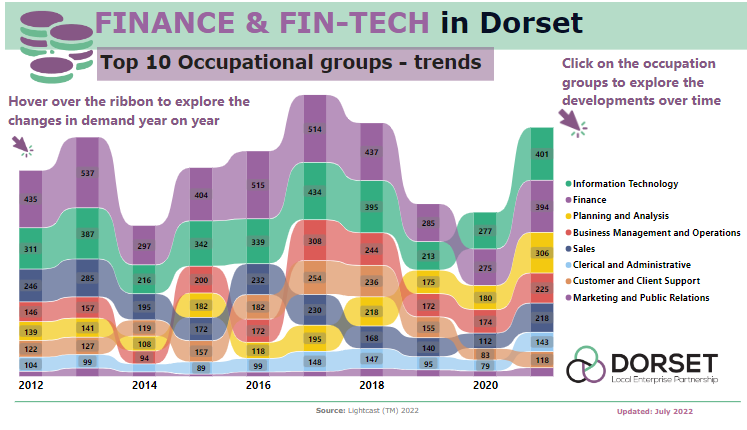 FINANCE & FIN-TECH in Dorset
Top 10 Occupational groups - trends
Click on the occupation
groups to explore the
developments over time
Hover over the ribbon to explore the
changes in demand year on year
435 537 297 404 515 514 437 285 277 401
311 387 216 342 339 434 395 213 275 394
246 285 195 200 232 308 244 175 180 306
146 157 119 182 182 254 236 172 174 225
139 141 108 172 172 230 218 155 112 218
122 127 94 157 118 195 168 140 83 143
104 99 89 99 148 147 95 79 118
2012 2014 2016 2018 2020
Information Technology
Finance
Planning and Analysis
Business Management and Operations
Sales
Clerical and Administrative
Customer and Client Support
Marketing and Public Relations
DORSET
Local Enterprise Partnership
Source: Lightcast (TM) 2022
Updated: July 2022